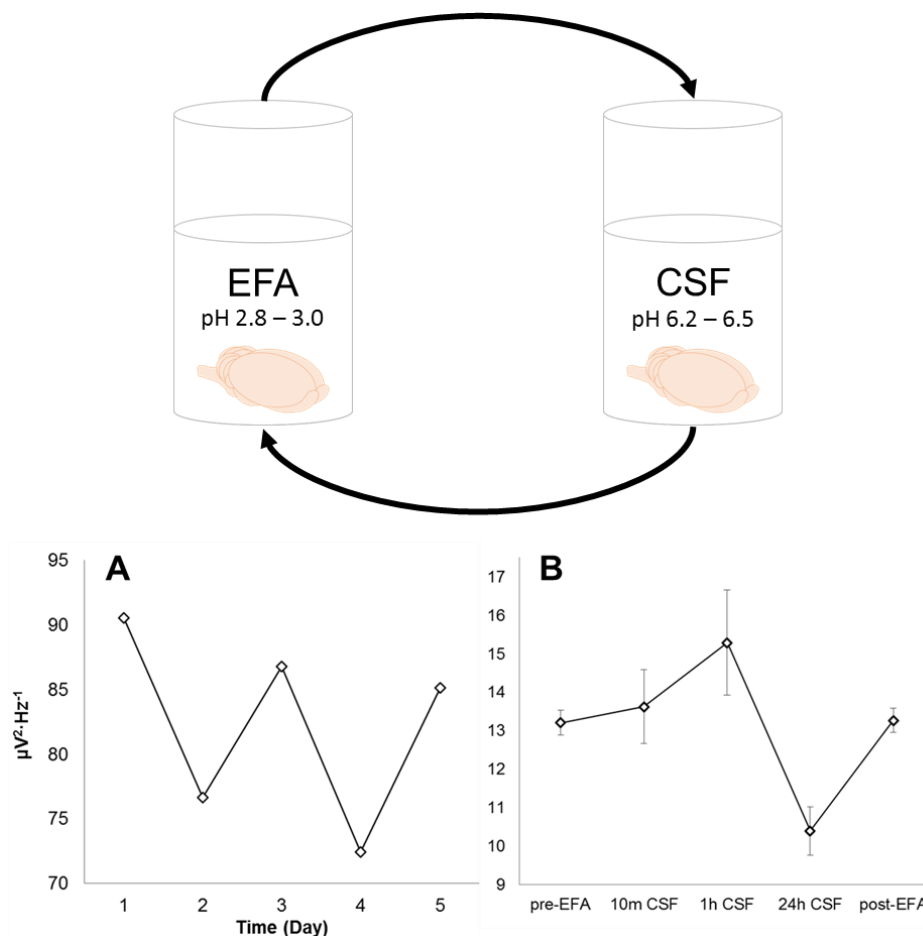 EFA
pH 2.8 – 3.0
CSF
pH 6.2 – 6.5
A
95
90
85
80
75
70
µV²·Hz⁻¹
1 2 3 4 5
Time (Day)
B
17
16
15
14
13
12
11
10
9
pre-EFA 10m CSF 1h CSF 24h CSF post-EFA